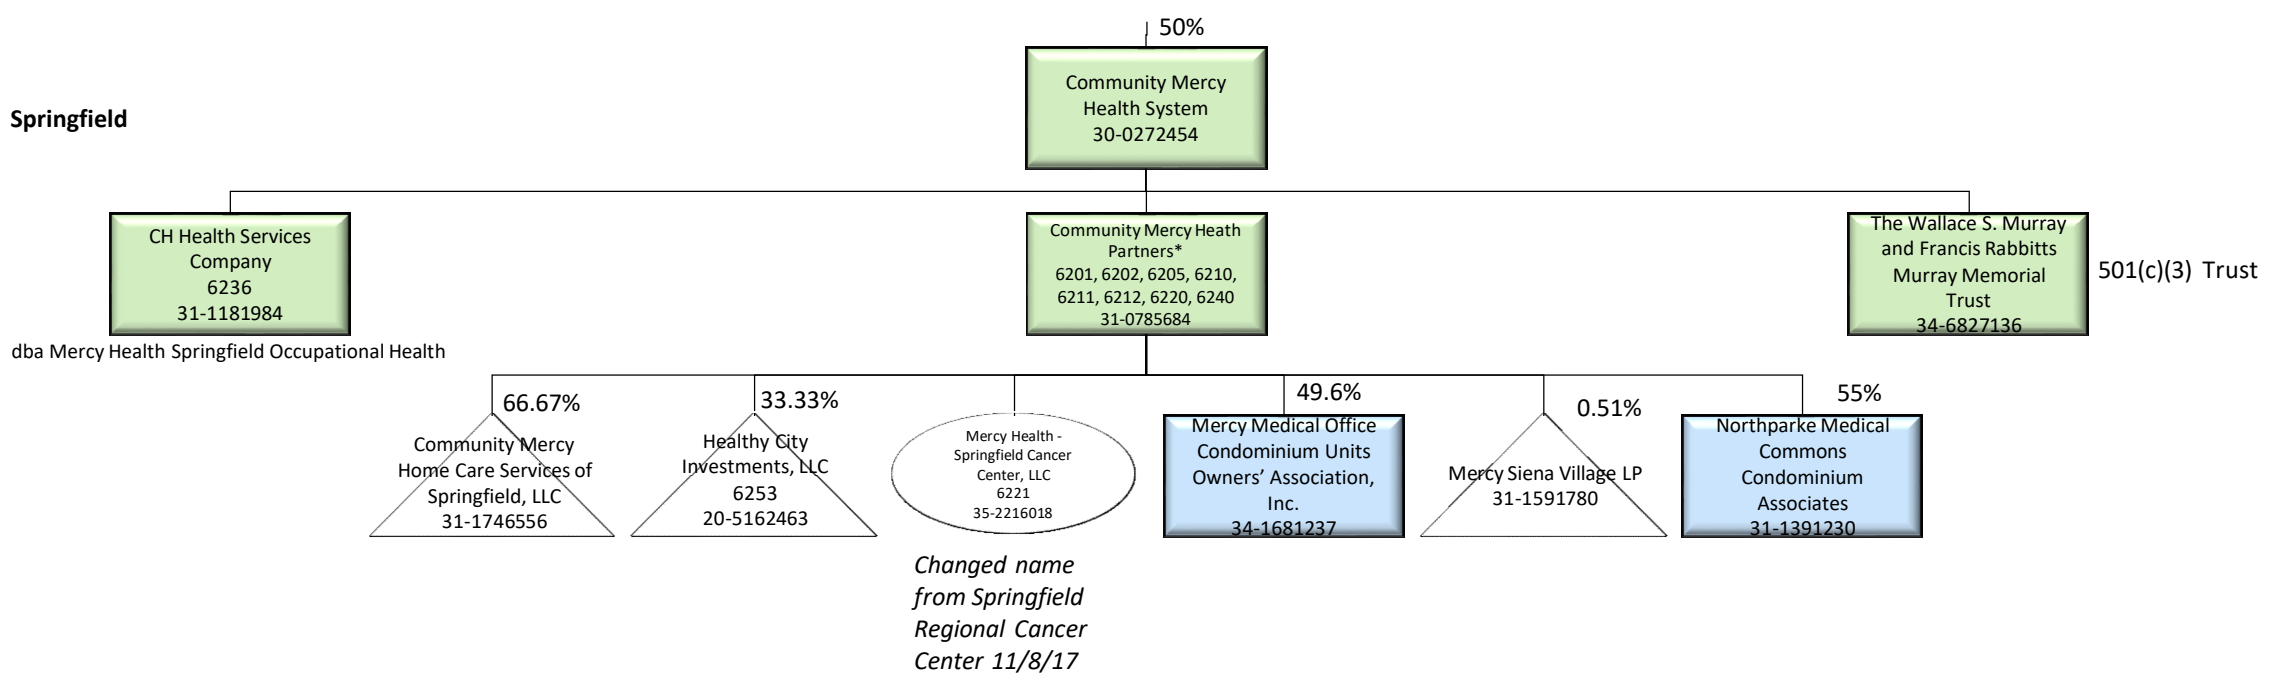 50%
Community Mercy
Health System
30-0272454
Springfield
CH Health Services
Company
6236
31-1181984
dba Mercy Health Springfield Occupational Health
Community Mercy Heath
Partners*
6201, 6202, 6205, 6210,
6211, 6212, 6220, 6240
31-0785684
The Wallace S. Murray
and Francis Rabbitts
Murray Memorial
Trust
34-6827136
501(c)(3) Trust
66.67%
Community Mercy
Home Care Services of
Springfield, LLC
31-1746556
33.33%
Healthy City
Investments, LLC
6253
20-5162463
Mercy Health -
Springfield Cancer
Center, LLC
6221
35-2216018
Changed name
from Springfield
Regional Cancer
Center 11/8/17
49.6%
Mercy Medical Office
Condominium Units
Owners’ Association,
Inc.
34-1681237
0.51%
Mercy Siena Village LP
31-1591780
55%
Northparke Medical
Commons
Condominium
Associates
31-1391230